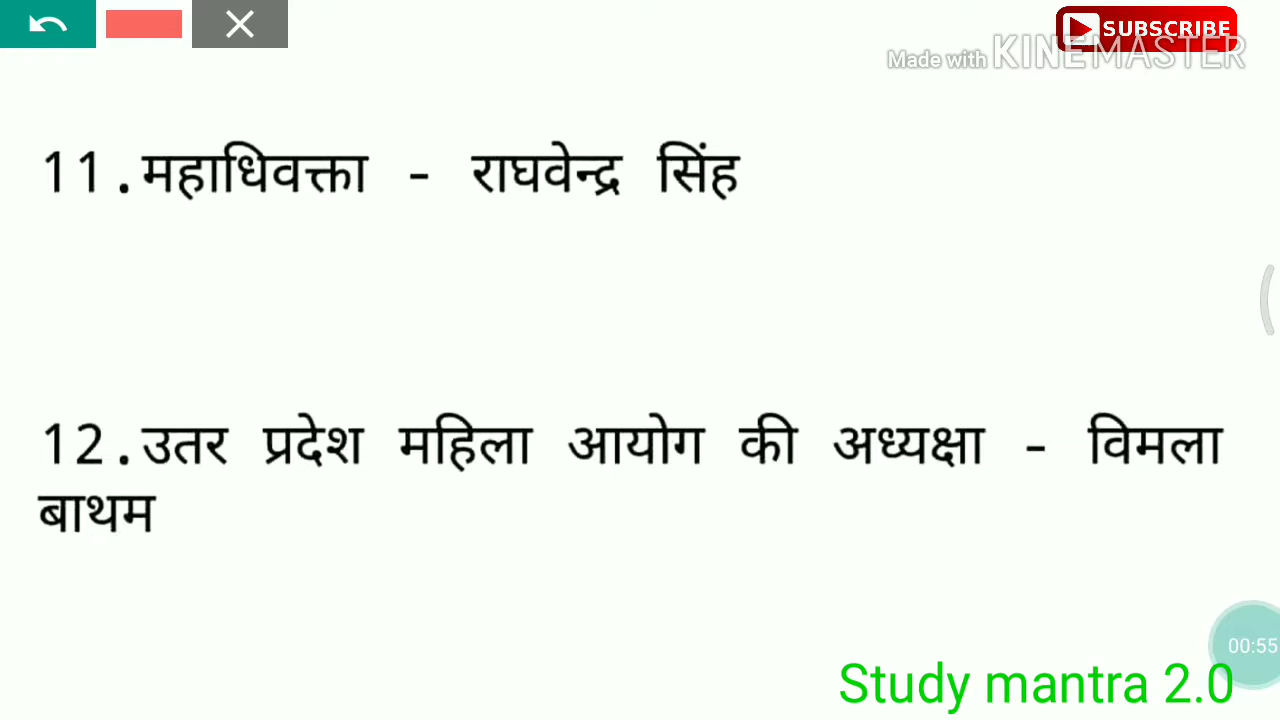 SUBSCRIBE
Made with KINEMASTER
11.महाधिवक्ता - राघवेन्द्र सिंह
12.उतर प्रदेश महिला आयोग की अध्यक्षा - विमला
बाथम
00:55
Study mantra 2.0